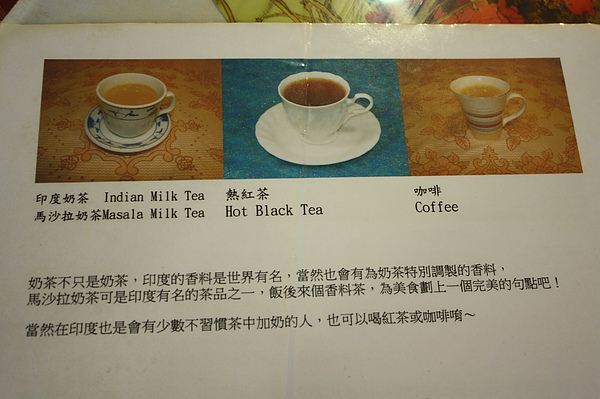 印度奶茶 Indian Milk Tea
馬沙拉奶茶Masala Milk Tea
熱紅茶
Hot Black Tea
咖啡
Coffee
奶茶不只是奶茶，印度的香料是世界有名，當然也會有為奶茶特別調製的香料，
馬沙拉奶茶可是印度有名的茶品之一，飯後來個香料茶，為美食劃上一個完美的句點吧！
當然在印度也是會有少數不習慣茶中加奶的人，也可以喝紅茶或咖啡唷～